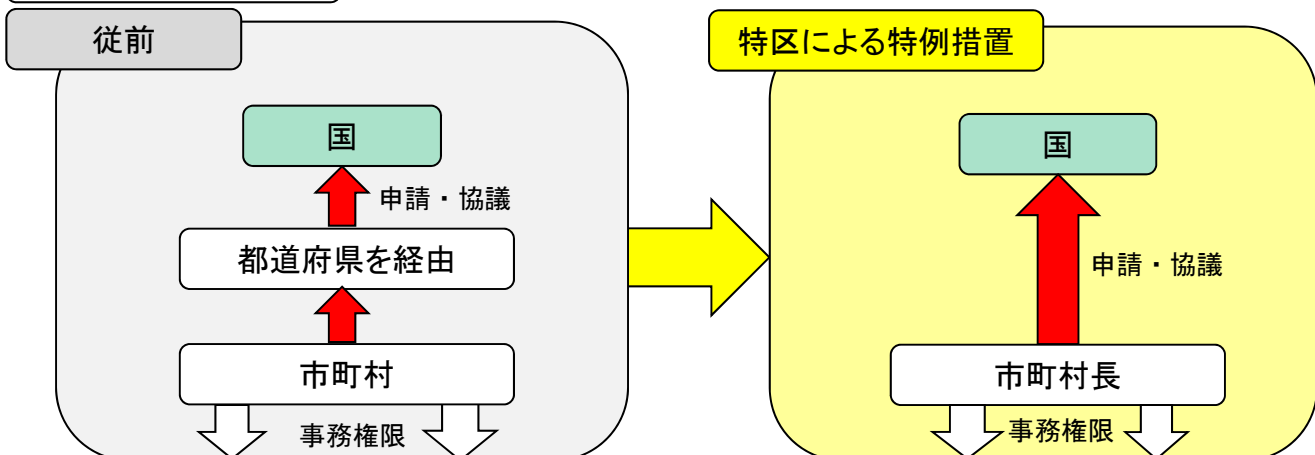 従前
国
申請・協議
都道府県を経由
市町村
事務権限
特区による特例措置
国
申請・協議
市町村長
事務権限